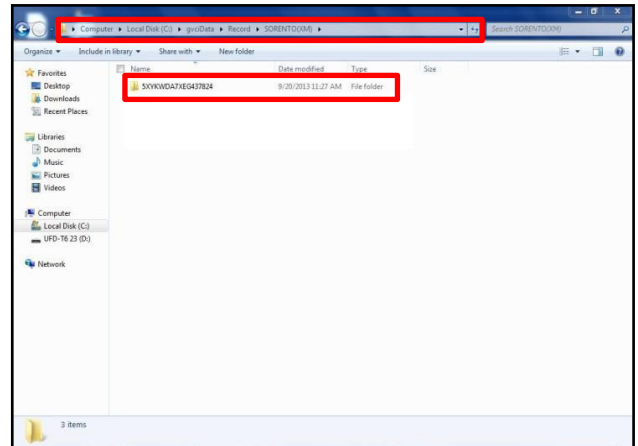 Computer ▸ Local Disk (C:) ▸ gvciData ▸ Record ▸ SORENTO(XM) ▸
Search SORENTO(XM)
Organize Include in library Share with New folder
Name Date modified Type Size
5XYKWDA7XEG437824 9/20/2013 11:27 AM File folder
Favorites
Desktop
Downloads
Recent Places
Libraries
Documents
Music
Pictures
Videos
Computer
Local Disk (C:)
UFD-T6 23 (D:)
Network
3 items